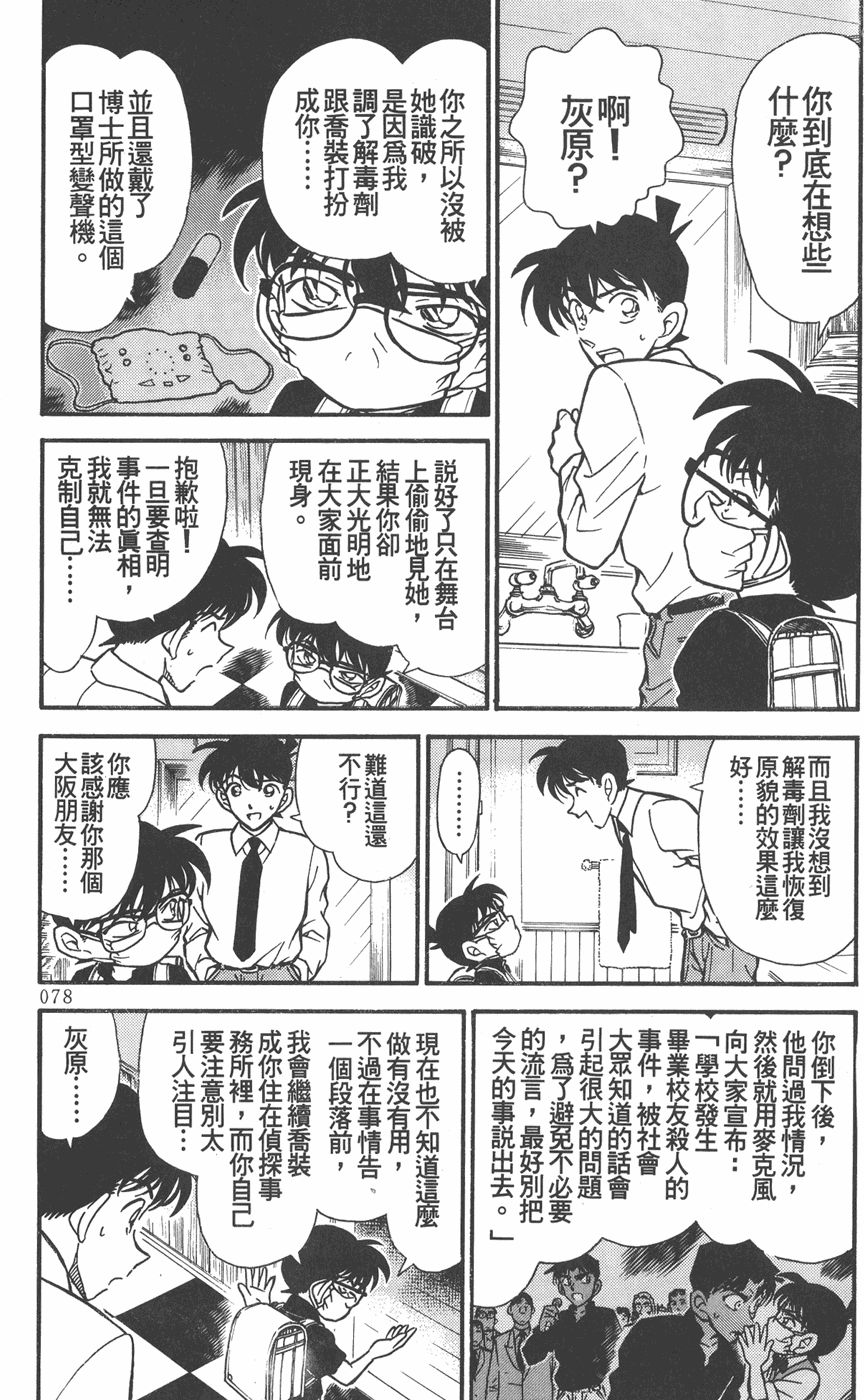 你到底在想些
什麼？
啊！
灰原？
你之所以沒被
她識破，
是因為我
調了解毒劑
跟喬裝打扮
成你……
並且還戴了
博士所做的這個
口罩型變聲機。
說好了只在舞台
上偷偷地見她，
結果你卻
正大光明地
在大家面前
現身。
抱歉啦！
一旦要查明
事件的眞相，
我就無法
克制自己……
而且我沒想到
解毒劑讓我恢復
原貌的效果這麼
好……
……
難道這還
不行？
你應
該感謝你那個
大阪朋友……
078
你倒下後，
他問過我情況，
然後就用麥克風
向大家宣布：
「學校發生
畢業校友殺人的
事件，被社會
大眾知道的話會
引起很大的問題
，為了避免不必要
的流言，最好別把
今天的事說出去。」
現在也不知道這麼
做有沒有用，
不過在事情告
一個段落前，
我會繼續喬裝
成你住在偵探事
務所裡，而你自己
要注意別太
引人注目…
灰原……